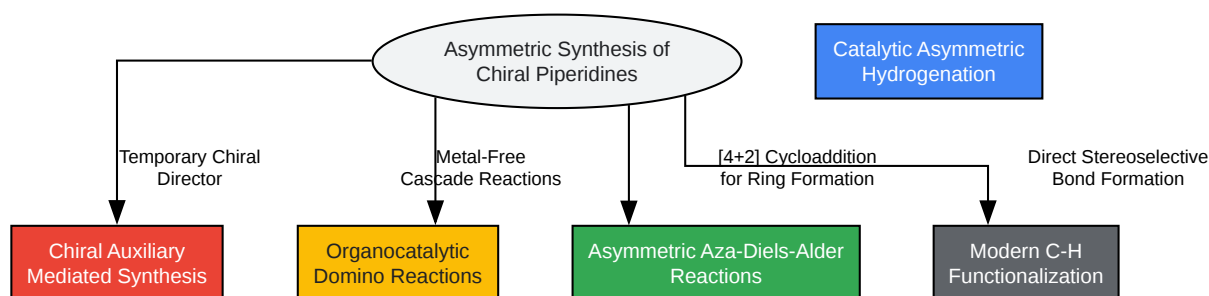 Asymmetric Synthesis of
Chiral Piperidines
Catalytic Asymmetric
Hydrogenation
Temporary Chiral
Director
Metal-Free
Cascade Reactions
[4+2] Cycloaddition
for Ring Formation
Direct Stereoselective
Bond Formation
Chiral Auxiliary
Mediated Synthesis
Organocatalytic
Domino Reactions
Asymmetric Aza-Diels-Alder
Reactions
Modern C-H
Functionalization